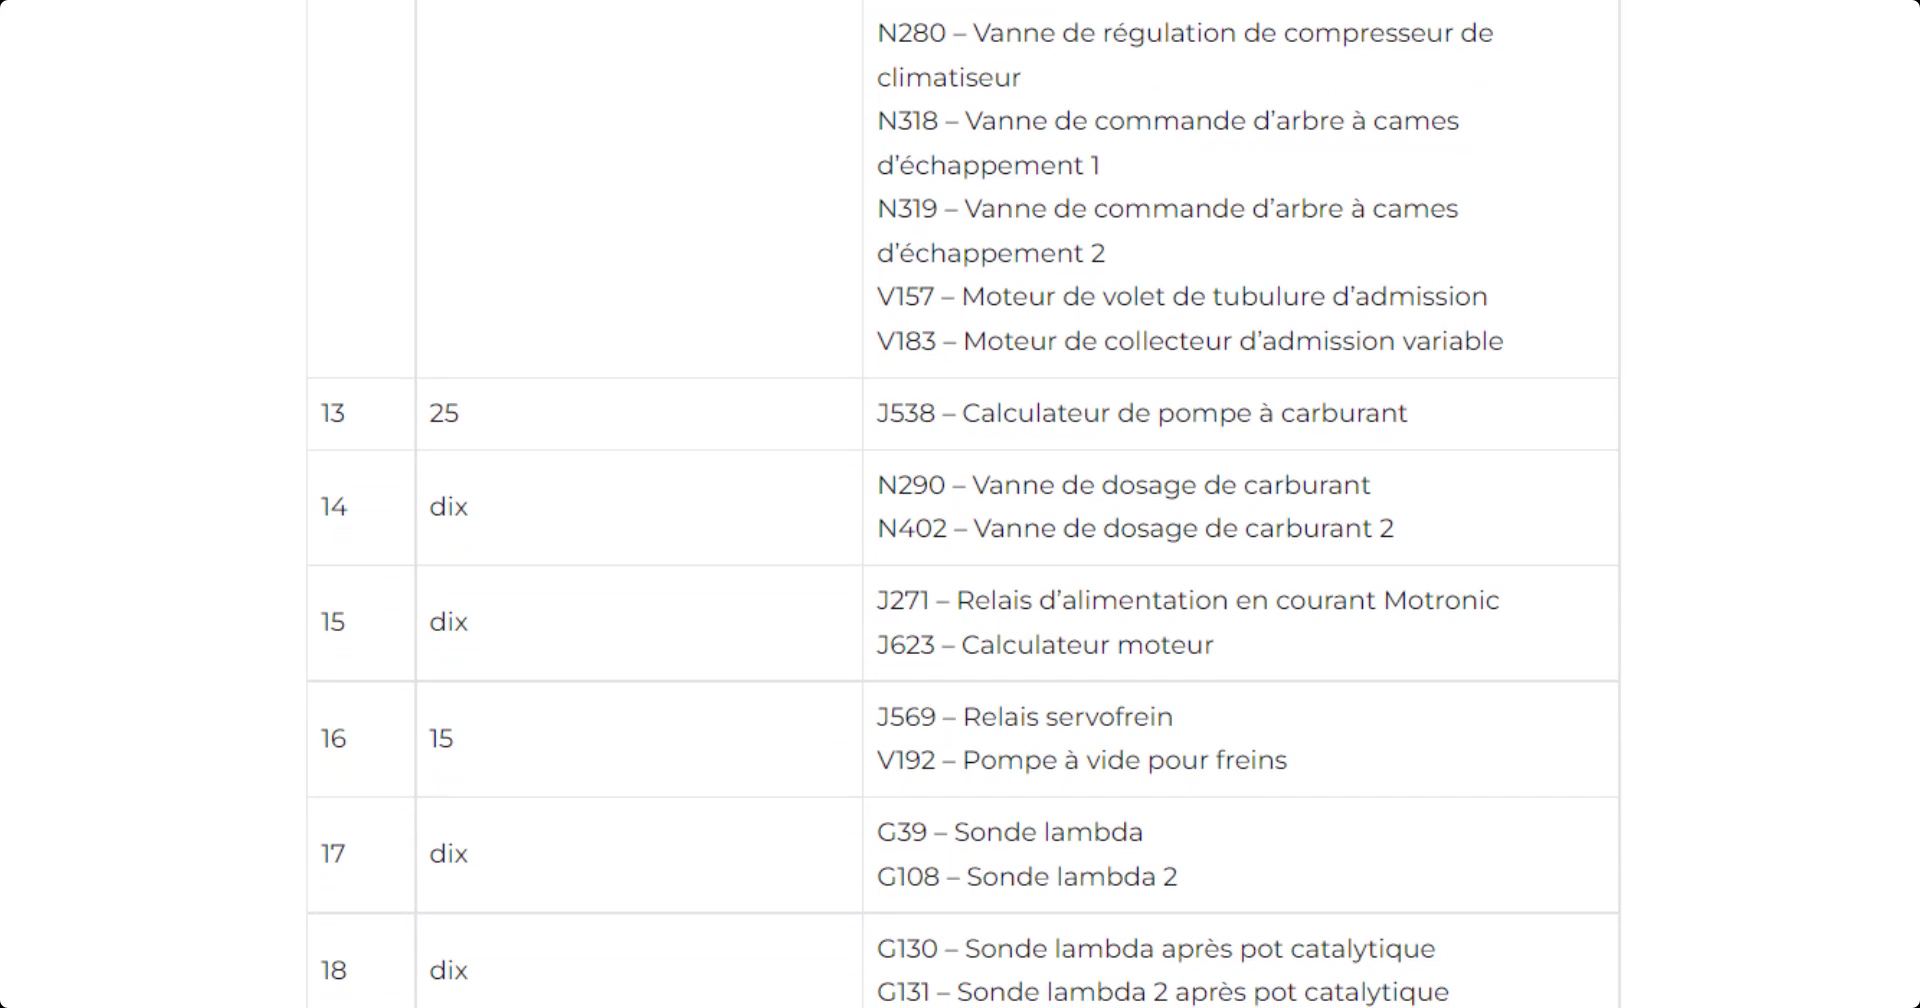 N280 – Vanne de régulation de compresseur de
climatiseur
N318 – Vanne de commande d’arbre à cames
d’échappement 1
N319 – Vanne de commande d’arbre à cames
d’échappement 2
V157 – Moteur de volet de tubulure d’admission
V183 – Moteur de collecteur d’admission variable
13 25 J538 – Calculateur de pompe à carburant
14 dix
N290 – Vanne de dosage de carburant
N402 – Vanne de dosage de carburant 2
15 dix
J271 – Relais d’alimentation en courant Motronic
J623 – Calculateur moteur
16 15
J569 – Relais servofrein
V192 – Pompe à vide pour freins
17 dix
G39 – Sonde lambda
G108 – Sonde lambda 2
18 dix
G130 – Sonde lambda après pot catalytique
G131 – Sonde lambda 2 après pot catalytique